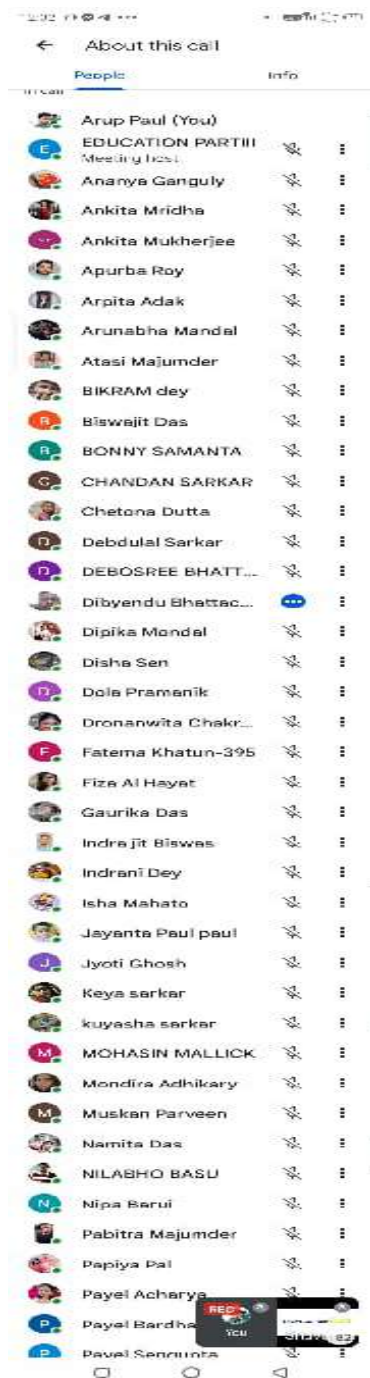 About this call
People Info
In call
Arup Paul (You)
EDUCATION PARTIII
Meeting host
Ananya Ganguly
Ankita Mridha
Ankita Mukherjee
Apurba Roy
Arpita Adak
Arunabha Mandal
Atasi Majumder
BIKRAM dey
Biswajit Das
BONNY SAMANTA
CHANDAN SARKAR
Chetona Dutta
Debdulal Sarkar
DEBOSREE BHATT...
Dibyendu Bhattac...
Dipika Mondal
Disha Sen
Dola Pramanik
Dronanwita Chakr...
Fatema Khatun-395
Fiza Al Hayat
Gaurika Das
Indra jit Biswas
Indrani Dey
Isha Mahato
Jayanta Paul paul
Jyoti Ghosh
Keya sarkar
kuyasha sarkar
MOHASIN MALLICK
Mondira Adhikary
Muskan Parveen
Namita Das
NILABHO BASU
Nipa Barui
Pabitra Majumder
Papiya Pal
Payel Acharya
REC
Payel Bardha
You
Payel Sengupta